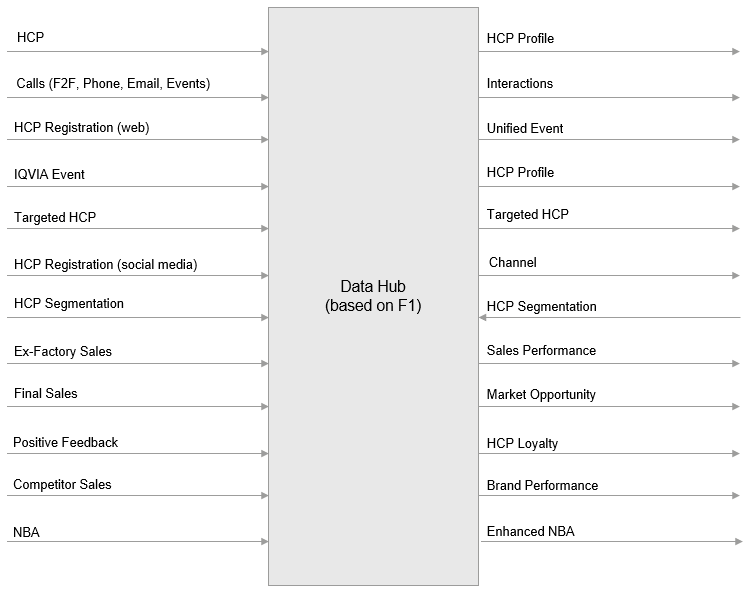 HCP
HCP Profile
Calls (F2F, Phone, Email, Events)
Interactions
HCP Registration (web)
Unified Event
IQVIA Event
HCP Profile
Targeted HCP
Targeted HCP
HCP Registration (social media)
Channel
Data Hub
(based on F1)
HCP Segmentation
HCP Segmentation
Ex-Factory Sales
Sales Performance
Final Sales
Market Opportunity
Positive Feedback
HCP Loyalty
Competitor Sales
Brand Performance
NBA
Enhanced NBA